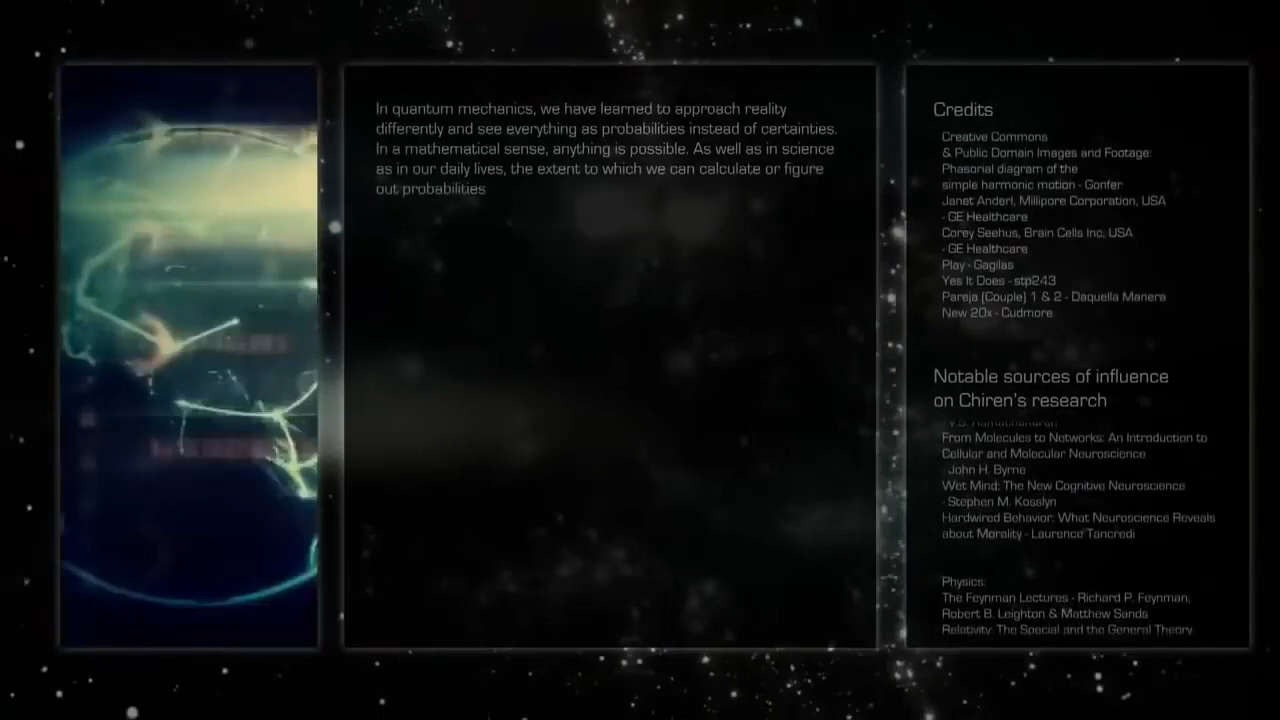 In quantum mechanics, we have learned to approach reality
differently and see everything as probabilities instead of certainties.
In a mathematical sense, anything is possible. As well as in science
as in our daily lives, the extent to which we can calculate or figure
out probabilities
Credits
Creative Commons
& Public Domain Images and Footage:
Phasorial diagram of the
simple harmonic motion - Gonfer
Janet Anderl, Millipore Corporation, USA
- GE Healthcare
Corey Seehus, Brain Cells Inc, USA
- GE Healthcare
Play - Gagilas
Yes It Does - stp243
Pareja (Couple) 1 & 2 - Daquella Manera
New 20x - Cudmore
Notable sources of influence
on Chiren's research
From Molecules to Networks: An Introduction to
Cellular and Molecular Neuroscience
- John H. Byrne
Wet Mind: The New Cognitive Neuroscience
- Stephen M. Kosslyn
Hardwired Behavior: What Neuroscience Reveals
about Morality - Laurence Tancredi
Physics:
The Feynman Lectures - Richard P. Feynman,
Robert B. Leighton & Matthew Sands
Relativity: The Special and the General Theory